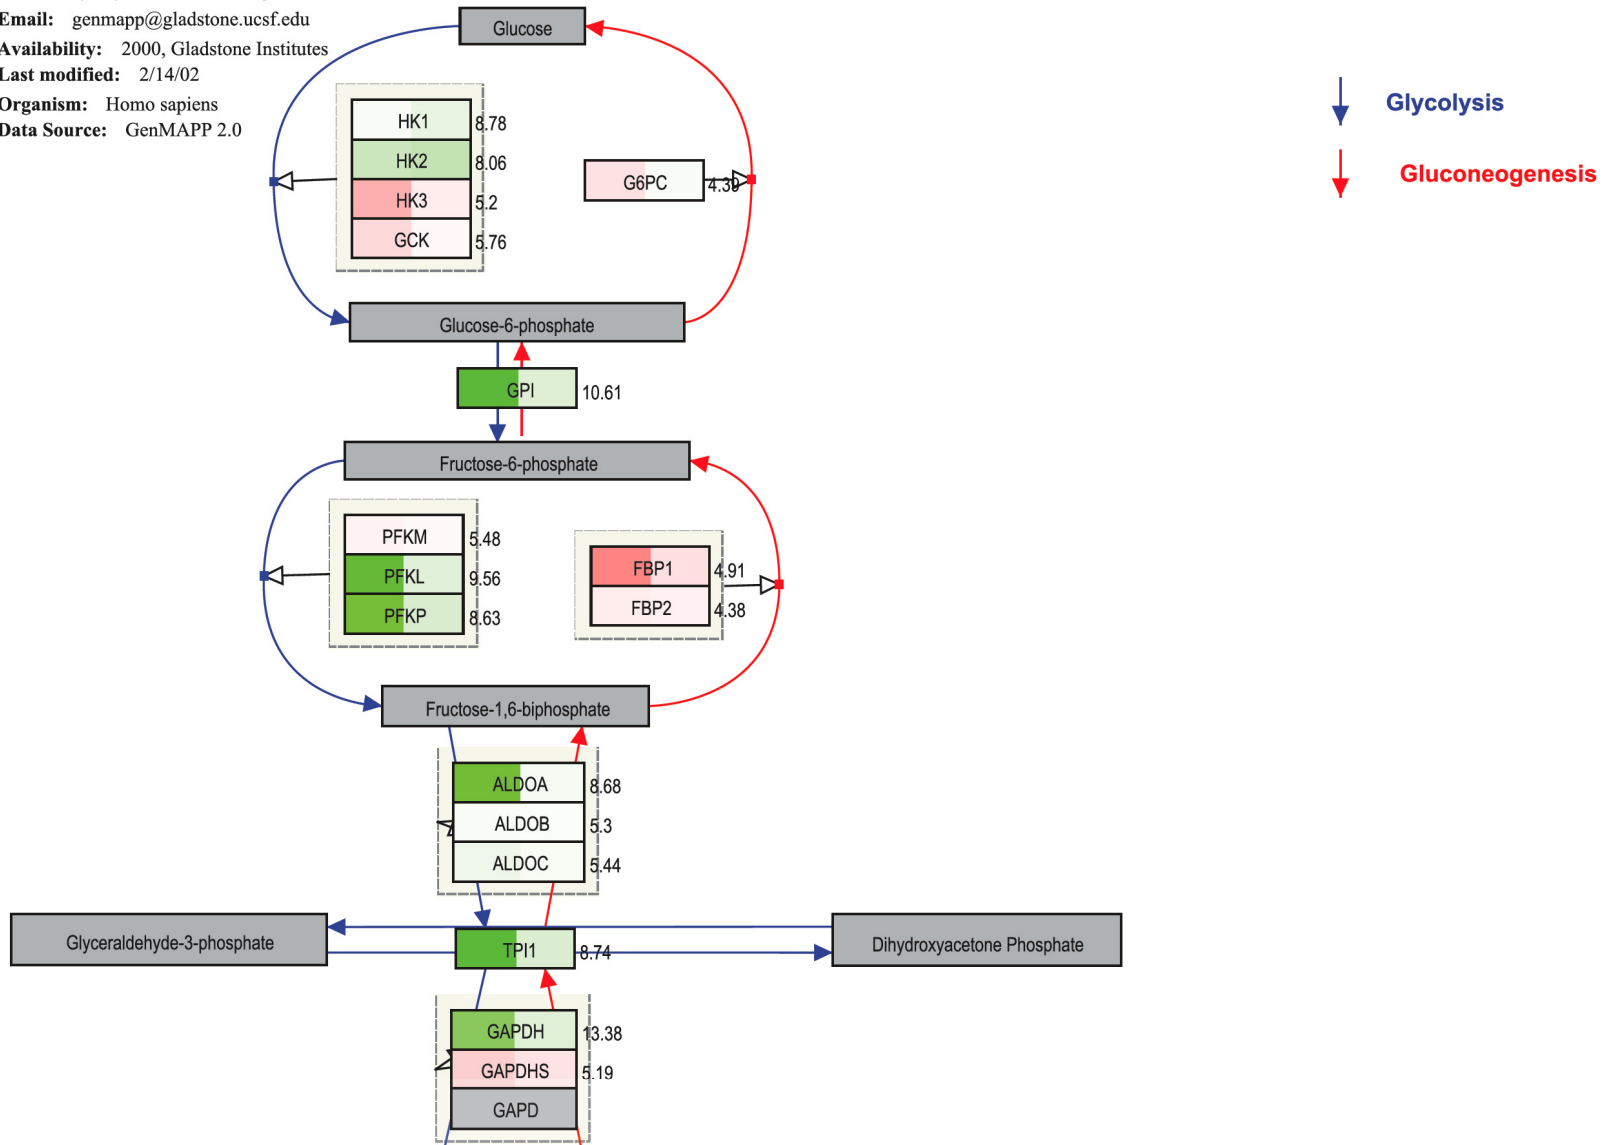 Email: genmapp@gladstone.ucsf.edu
Availability: 2000, Gladstone Institutes
Last modified: 2/14/02
Organism: Homo sapiens
Data Source: GenMAPP 2.0
Glucose
Glycolysis
Gluconeogenesis
HK1 8.78
HK2 8.06
HK3 5.2
GCK 5.76
G6PC 4.39
Glucose-6-phosphate
GPI 10.61
Fructose-6-phosphate
PFKM 5.48
PFKL 9.56
PFKP 8.63
FBP1 4.91
FBP2 4.38
Fructose-1,6-biphosphate
ALDOA 8.68
ALDOB 5.3
ALDOC 5.44
Glyceraldehyde-3-phosphate
TPI1 8.74
Dihydroxyacetone Phosphate
GAPDH 13.38
GAPDHS 5.19
GAPD